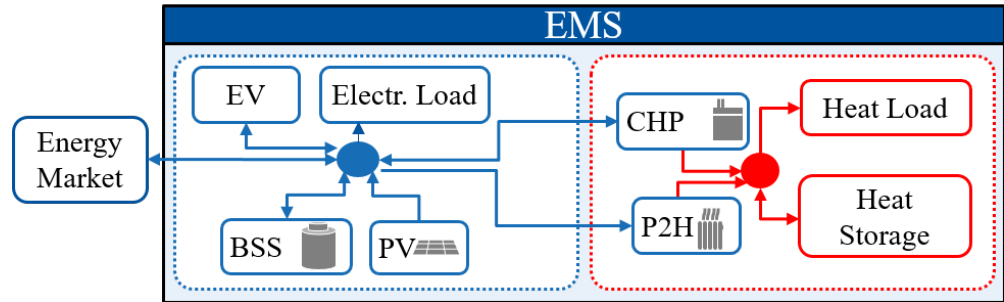 EMS
EV
Electr. Load
Energy
Market
BSS
PV
CHP
P2H
Heat Load
Heat
Storage